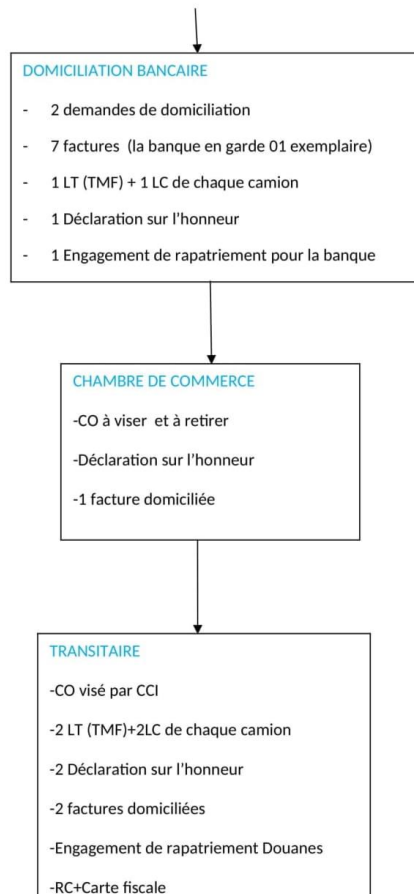 DOMICILIATION BANCAIRE
- 2 demandes de domiciliation
- 7 factures (la banque en garde 01 exemplaire)
- 1 LT (TMF) + 1 LC de chaque camion
- 1 Déclaration sur l'honneur
- 1 Engagement de rapatriement pour la banque
CHAMBRE DE COMMERCE
-CO à viser et à retirer
-Déclaration sur l'honneur
-1 facture domiciliée
TRANSITAIRE
-CO visé par CCI
-2 LT (TMF)+2LC de chaque camion
-2 Déclaration sur l'honneur
-2 factures domiciliées
-Engagement de rapatriement Douanes
-RC+Carte fiscale